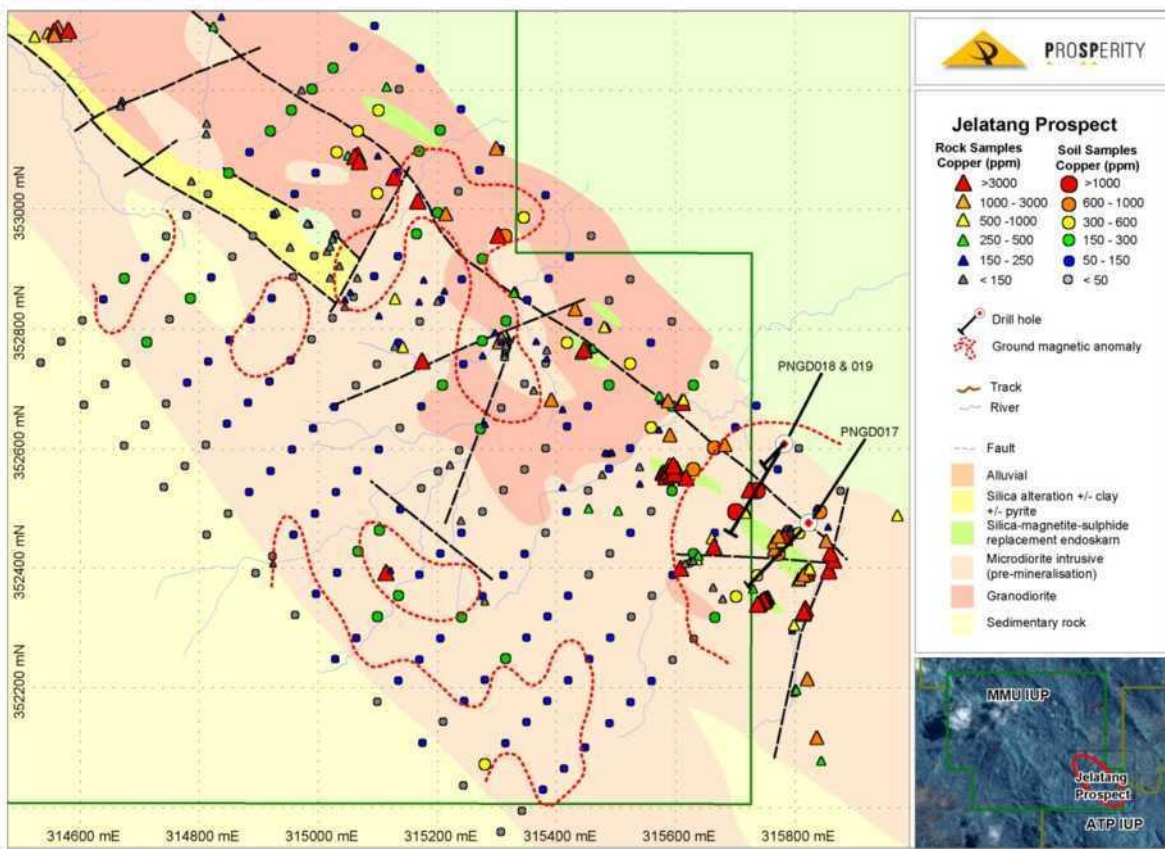 PROSPERITY
Jelatang Prospect
Rock Samples
Copper (ppm)
Soil Samples
Copper (ppm)
>3000
>1000
1000 - 3000
600 - 1000
500 -1000
300 - 600
250 - 500
150 - 300
150 - 250
50 - 150
< 150
< 50
Drill hole
Ground magnetic anomaly
Track
River
Fault
Alluvial
Silica alteration +/- clay
+/- pyrite
Silica-magnetite-sulphide
replacement endoskarn
Microdiorite intrusive
(pre-mineralisation)
Granodiorite
Sedimentary rock
353000 mN
352800 mN
352600 mN
352400 mN
352200 mN
314600 mE
314800 mE
315000 mE
315200 mE
315400 mE
315600 mE
315800 mE
PNGD018 & 019
PNGD017
MMU IUP
Jelatang
Prospect
ATP IUP